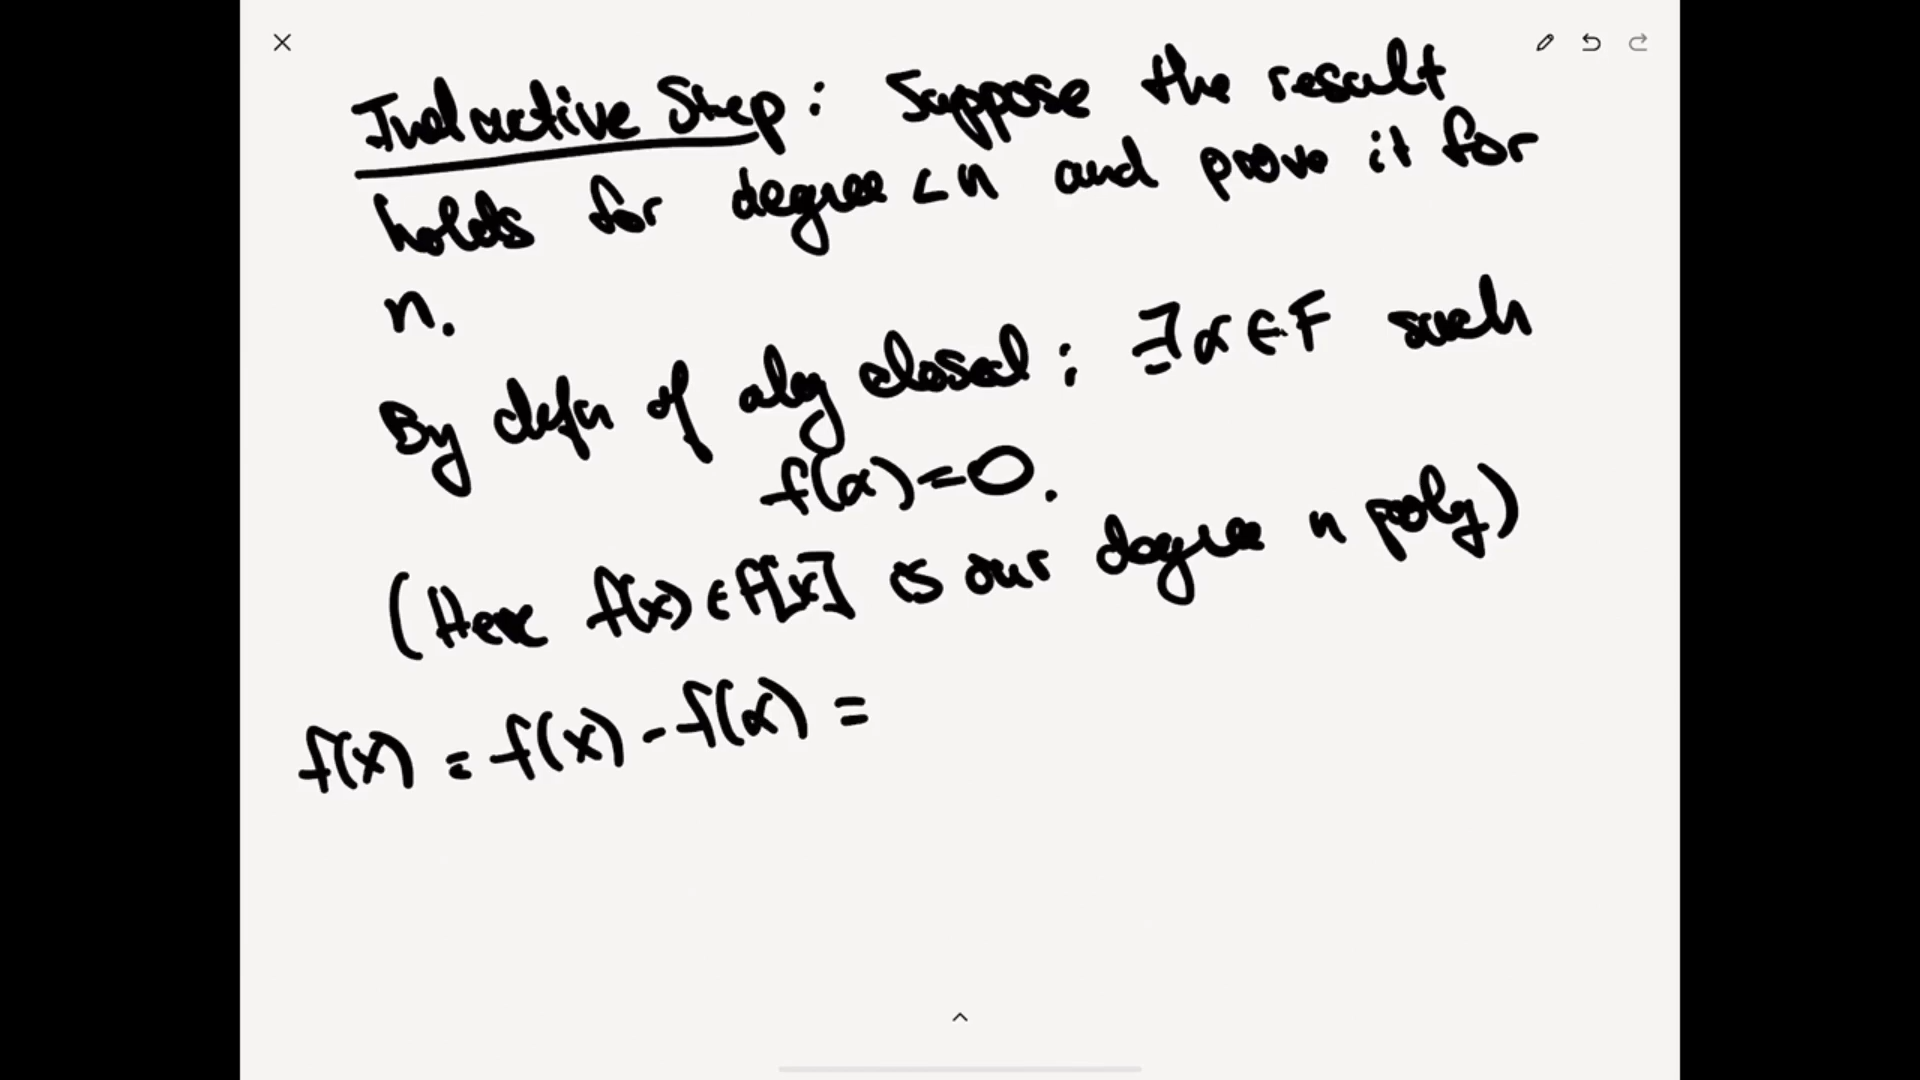 Inductive Step: Suppose the result
holds for degree < n and prove it for
n.
By defn of alg closed: ∃ α ∈ F such
f(α) = 0.
(Here f(x) ∈ F[x] is our degree n poly)
f(x) = f(x) - f(α) =